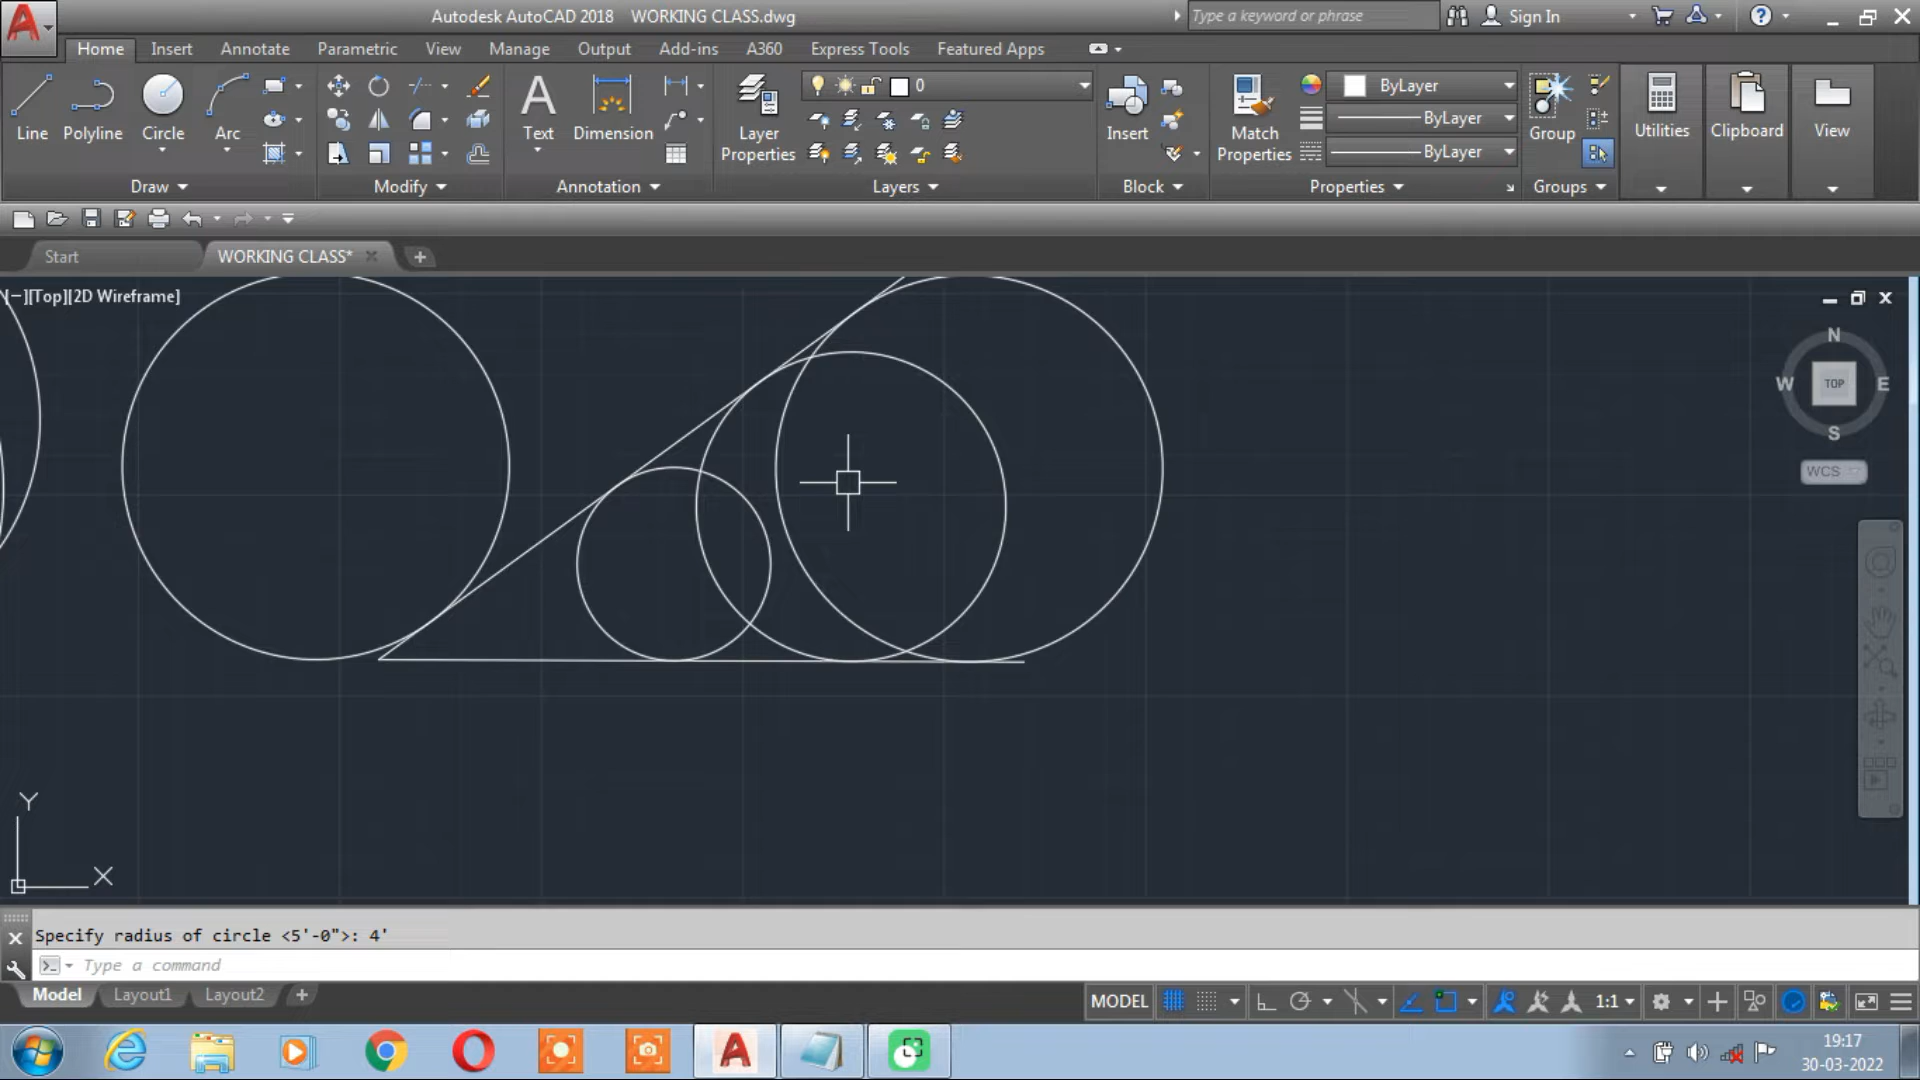 Autodesk AutoCAD 2018 WORKING CLASS.dwg
Type a keyword or phrase
Sign In
Home Insert Annotate Parametric View Manage Output Add-ins A360 Express Tools Featured Apps
Line Polyline Circle Arc
Text Dimension
Layer Properties
0
Insert
Match Properties
ByLayer
ByLayer
ByLayer
Group Utilities Clipboard View
Draw Modify Annotation Layers Block Properties Groups
Start WORKING CLASS*
[−][Top][2D Wireframe]
N
W TOP E
S
WCS
Y
X
Specify radius of circle <5'-0">: 4'
Type a command
Model Layout1 Layout2
MODEL 1:1
19:17
30-03-2022